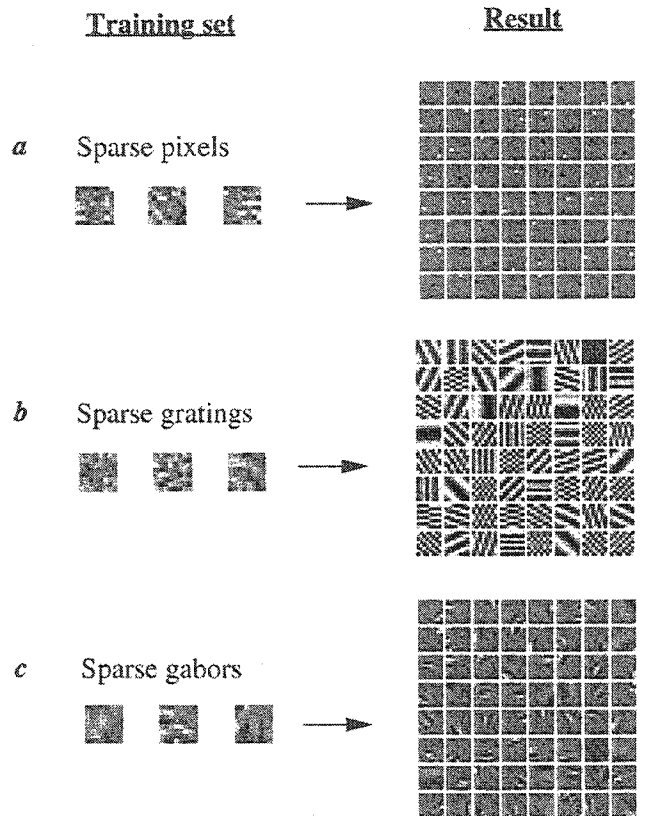 Training set
Result
a Sparse pixels
b Sparse gratings
c Sparse gabors